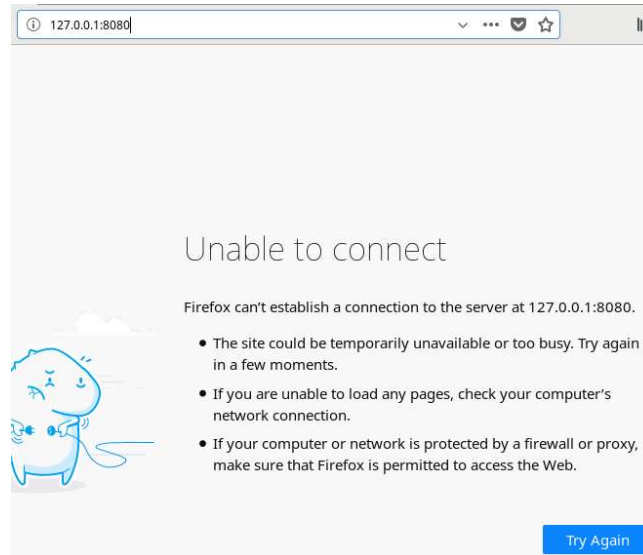 127.0.0.1:8080
Unable to connect
Firefox can’t establish a connection to the server at 127.0.0.1:8080.
● The site could be temporarily unavailable or too busy. Try again
in a few moments.
● If you are unable to load any pages, check your computer’s
network connection.
● If your computer or network is protected by a firewall or proxy,
make sure that Firefox is permitted to access the Web.
Try Again